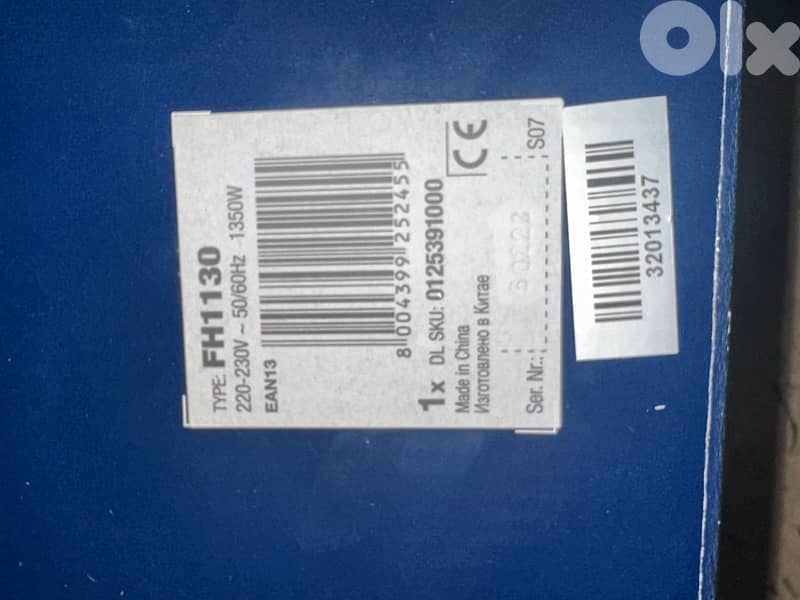 TYPE: FH1130
220-230V ~ 50/60Hz 1350W
EAN13
8 004399 252455
1x DL SKU: 0125391000
Made in China
Изготовлено в Китае
CE
Ser. Nr.: S07
32013437
olx